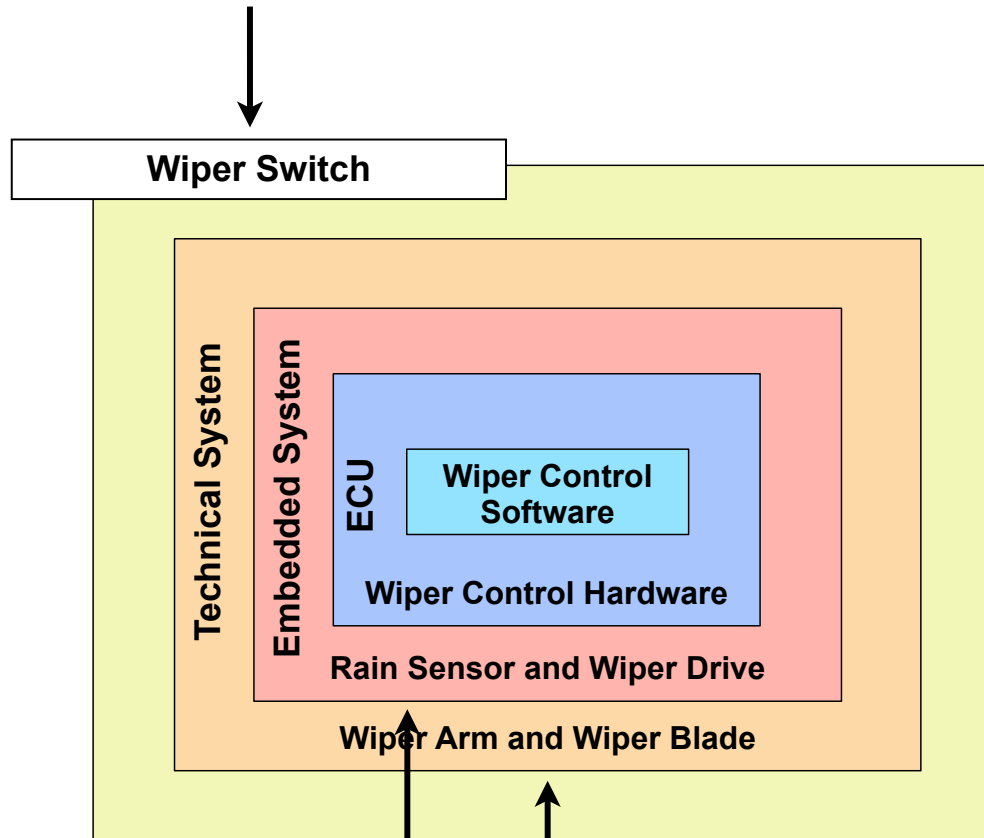 Wiper Switch
Technical System
Embedded System
ECU
Wiper Control
Software
Wiper Control Hardware
Rain Sensor and Wiper Drive
Wiper Arm and Wiper Blade